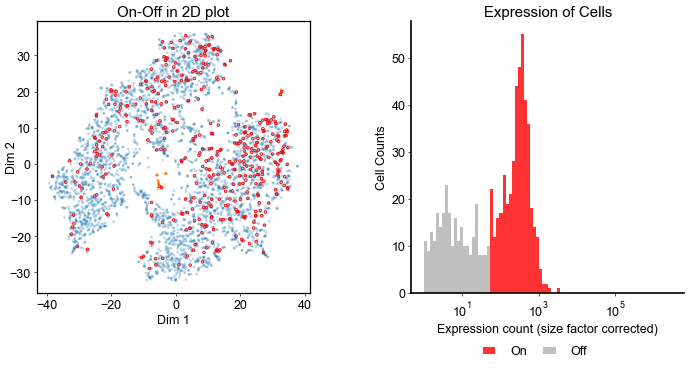 On-Off in 2D plot
Dim 2
30
20
10
0
−10
−20
−30
−40 −20 0 20 40
Dim 1
Expression of Cells
Cell Counts
50
40
30
20
10
0
10^1 10^3 10^5
Expression count (size factor corrected)
On Off